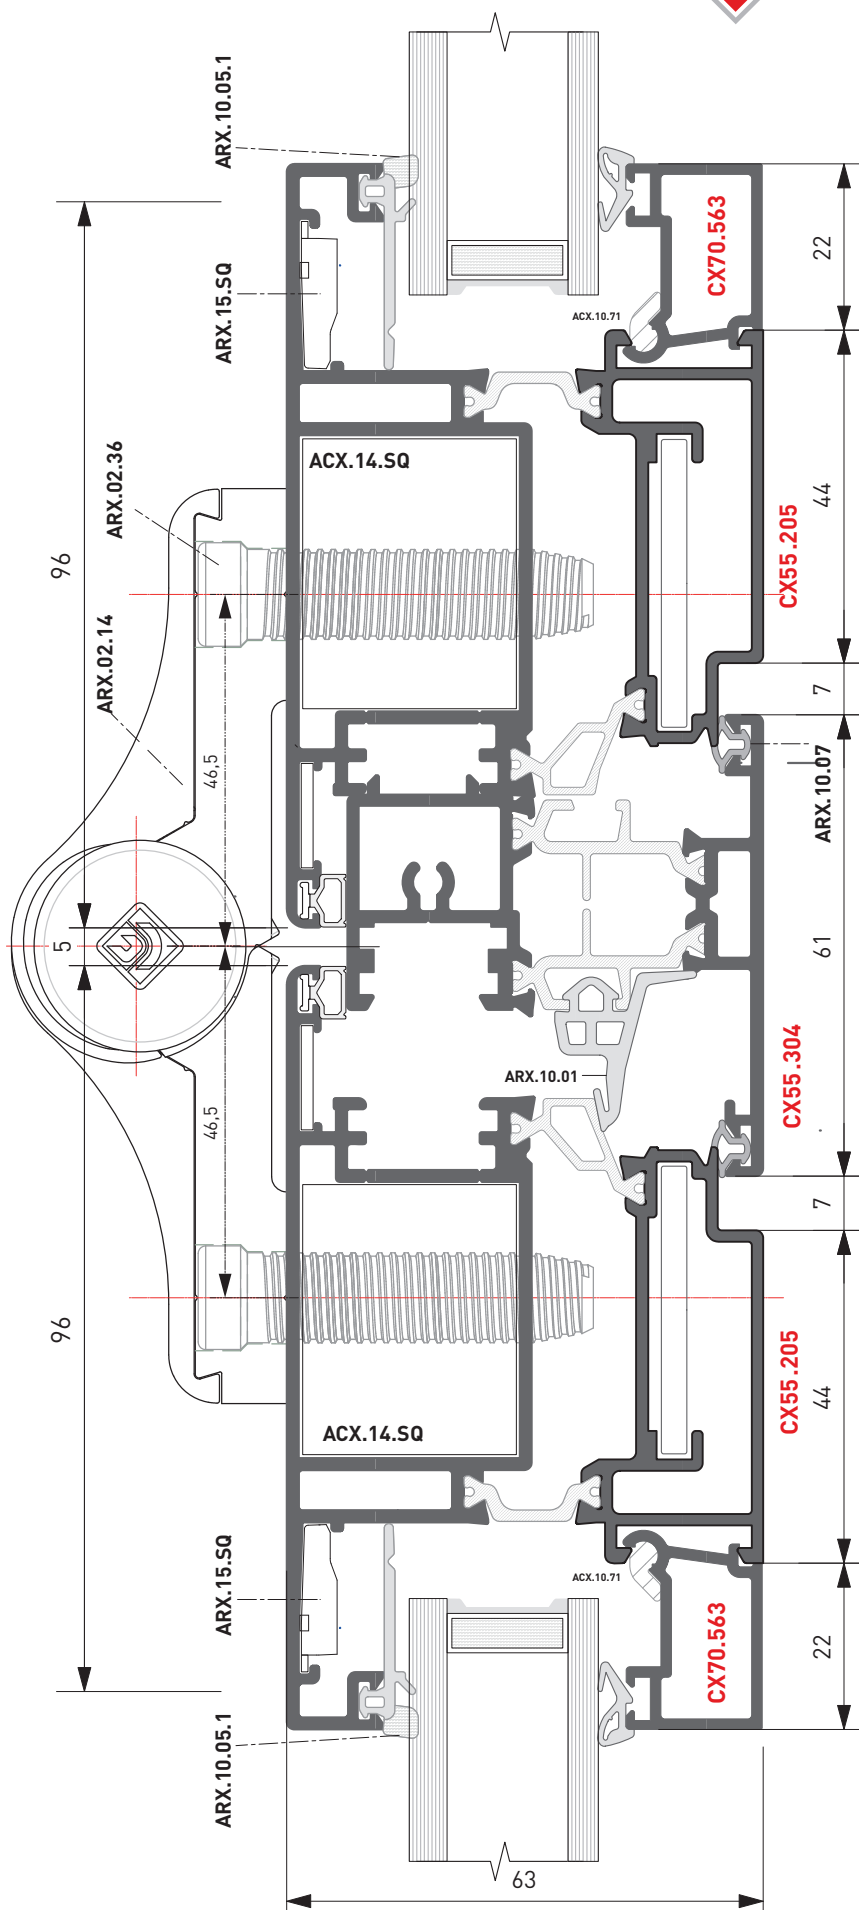 ARX.10.05.1
CX70.563
22
ARX.15.SQ
ACX.10.71
ARX.02.36
ACX.14.SQ
44
CX55.205
96
ARX.02.14
7
46,5
ARX.10.07
5
61
ARX.10.01
CX55.304
46,5
7
96
CX55.205
44
ACX.14.SQ
ARX.15.SQ
ACX.10.71
CX70.563
22
ARX.10.05.1
63